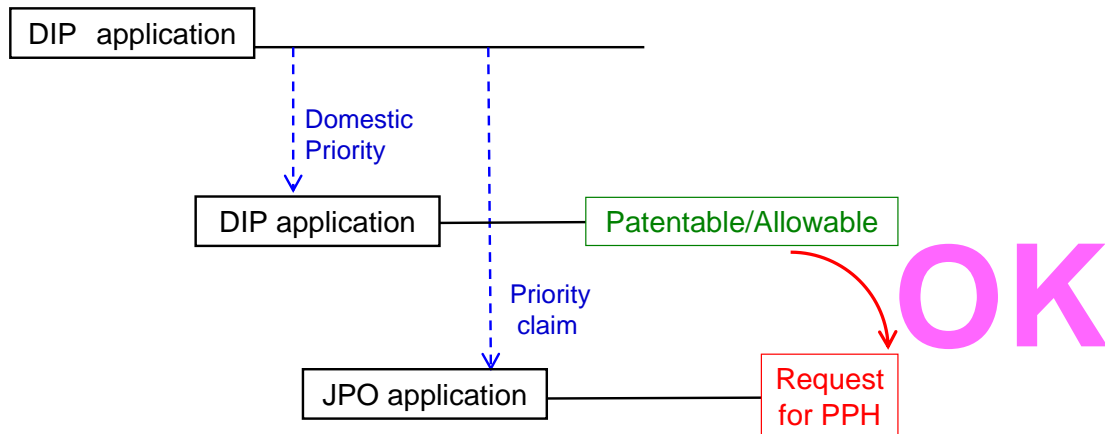 DIP application
Domestic
Priority
DIP application
Patentable/Allowable
OK
Priority
claim
JPO application
Request
for PPH